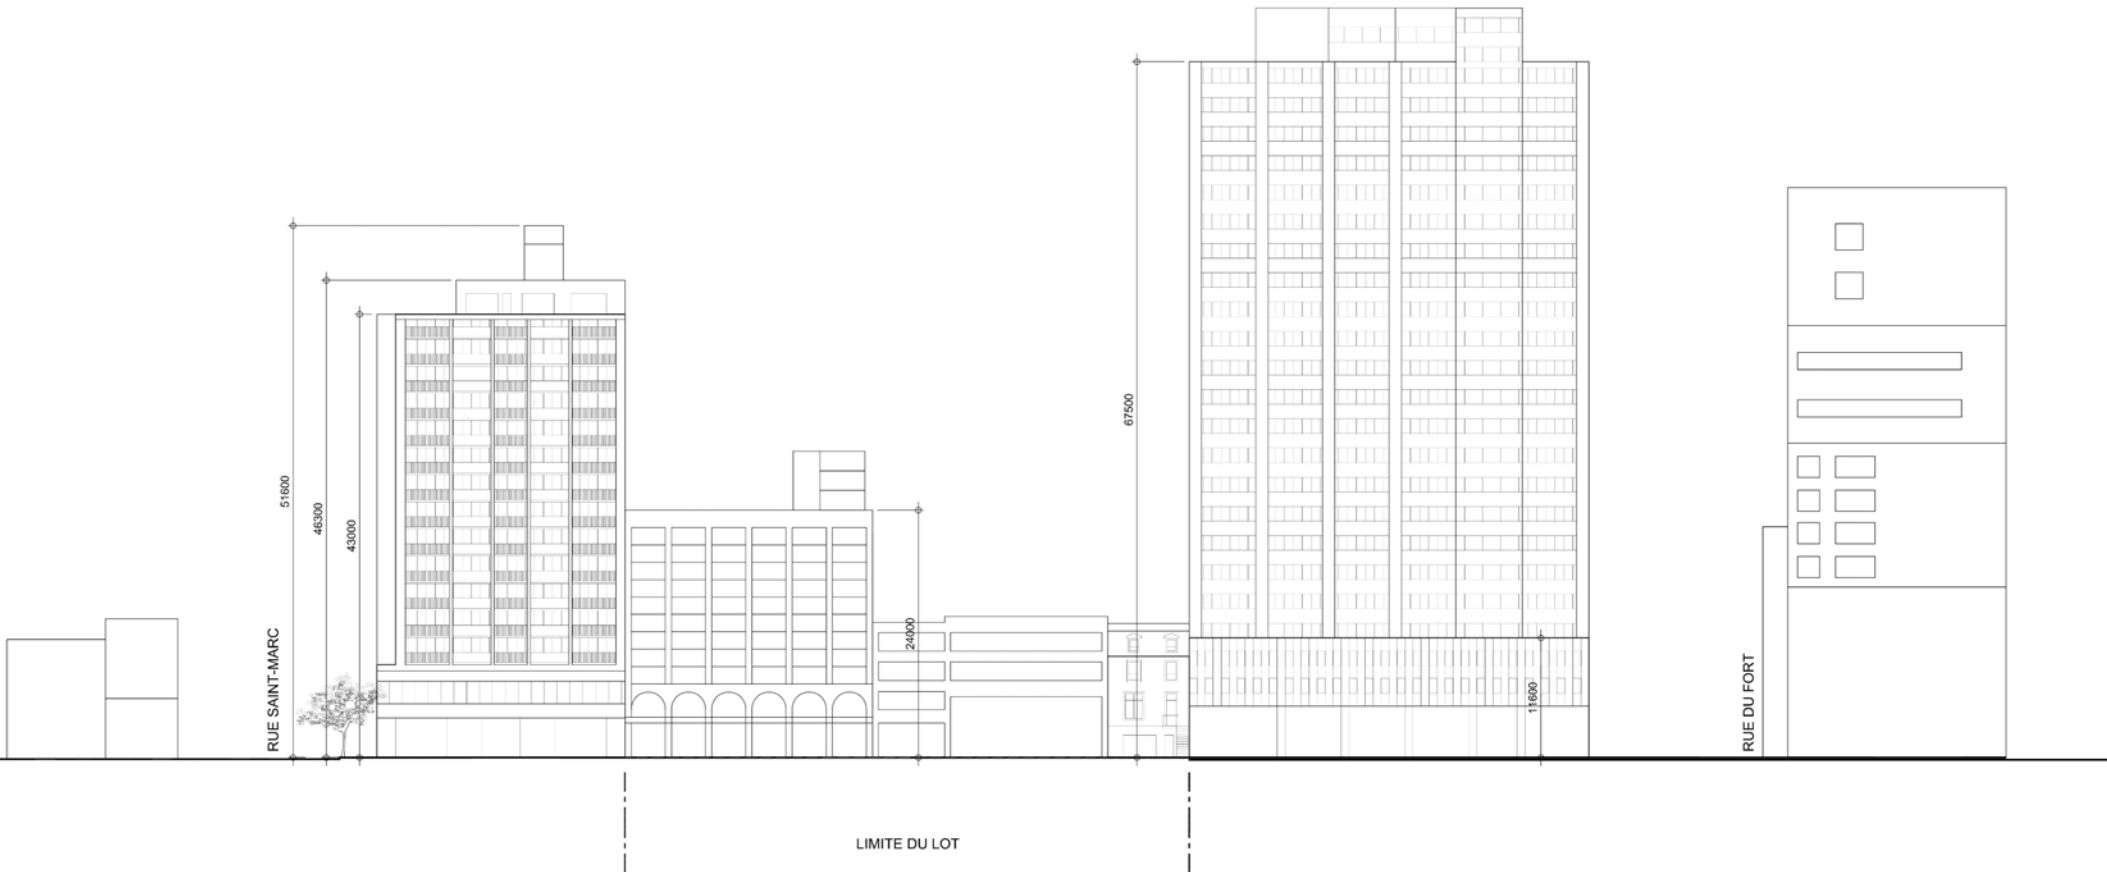 RUE SAINT-MARC
51600
46300
43000
24000
67500
11600
RUE DU FORT
LIMITE DU LOT